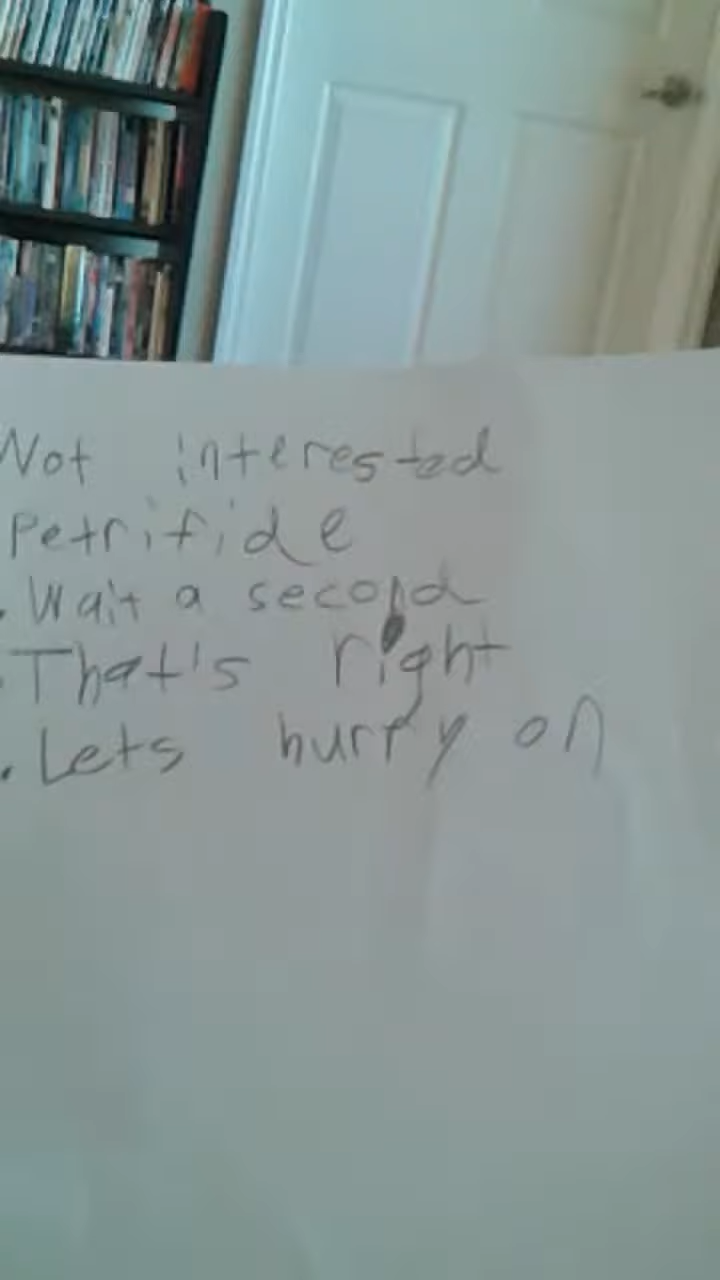 Not interested
Petrifide
. Wait a second
. That's right
. Lets hurry on